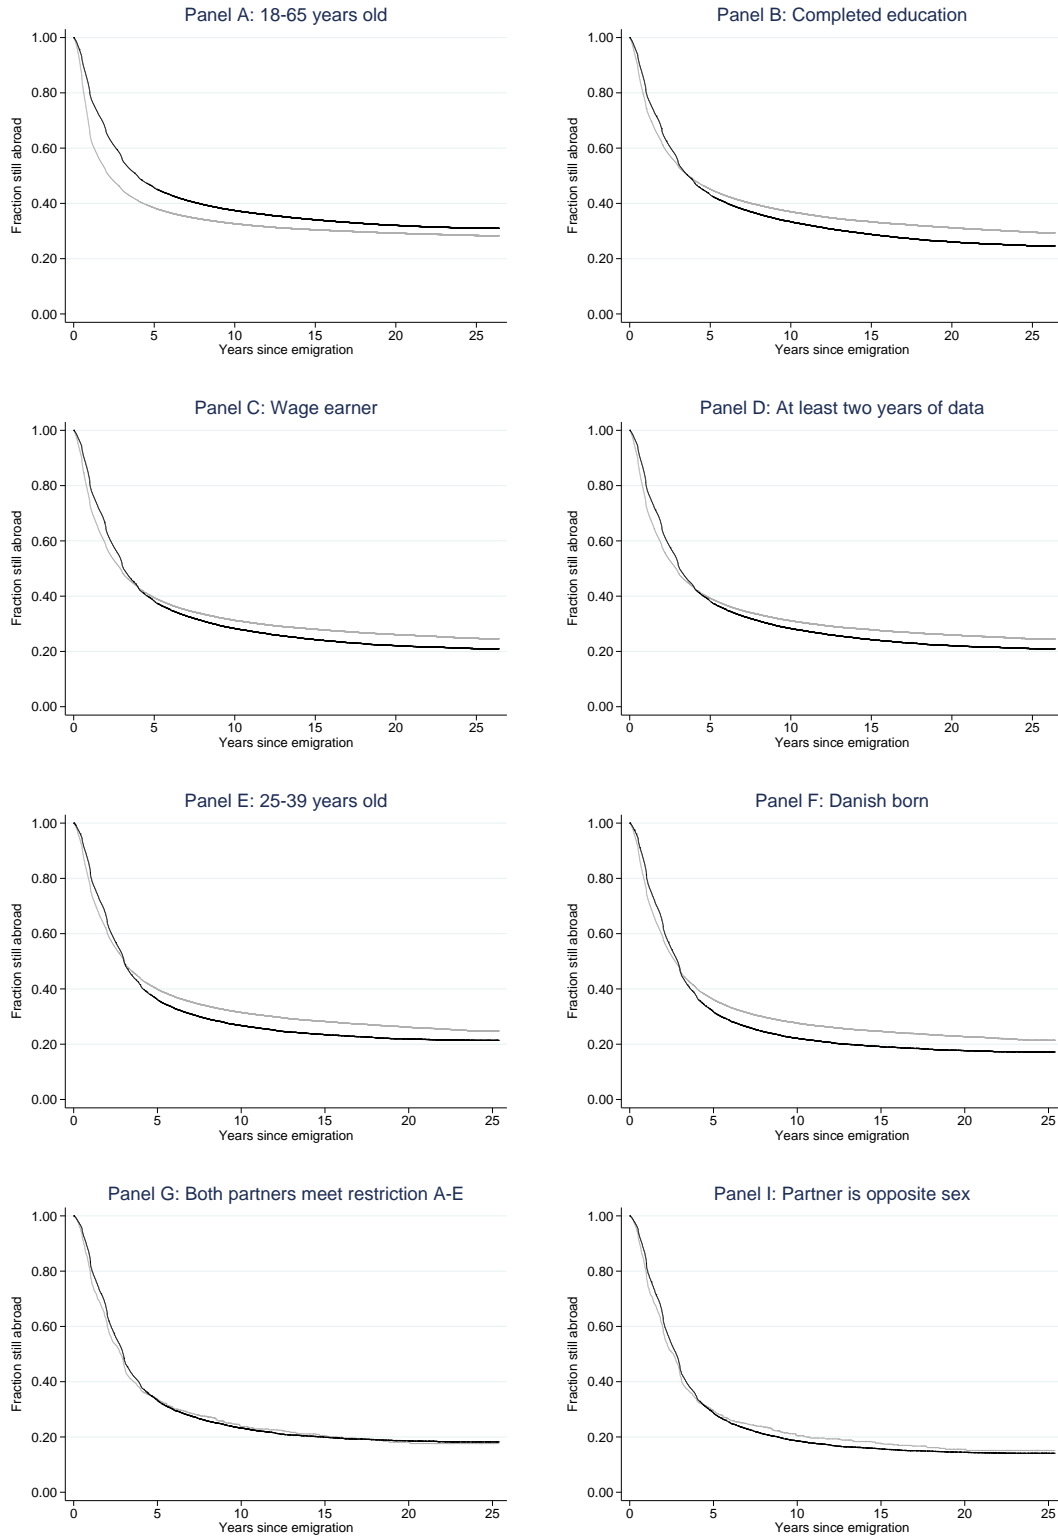 Panel A: 18-65 years old
Fraction still abroad
1.00
0.80
0.60
0.40
0.20
0.00
0 5 10 15 20 25
Years since emigration
Panel B: Completed education
Fraction still abroad
1.00
0.80
0.60
0.40
0.20
0.00
0 5 10 15 20 25
Years since emigration
Panel C: Wage earner
Fraction still abroad
1.00
0.80
0.60
0.40
0.20
0.00
0 5 10 15 20 25
Years since emigration
Panel D: At least two years of data
Fraction still abroad
1.00
0.80
0.60
0.40
0.20
0.00
0 5 10 15 20 25
Years since emigration
Panel E: 25-39 years old
Fraction still abroad
1.00
0.80
0.60
0.40
0.20
0.00
0 5 10 15 20 25
Years since emigration
Panel F: Danish born
Fraction still abroad
1.00
0.80
0.60
0.40
0.20
0.00
0 5 10 15 20 25
Years since emigration
Panel G: Both partners meet restriction A-E
Fraction still abroad
1.00
0.80
0.60
0.40
0.20
0.00
0 5 10 15 20 25
Years since emigration
Panel I: Partner is opposite sex
Fraction still abroad
1.00
0.80
0.60
0.40
0.20
0.00
0 5 10 15 20 25
Years since emigration